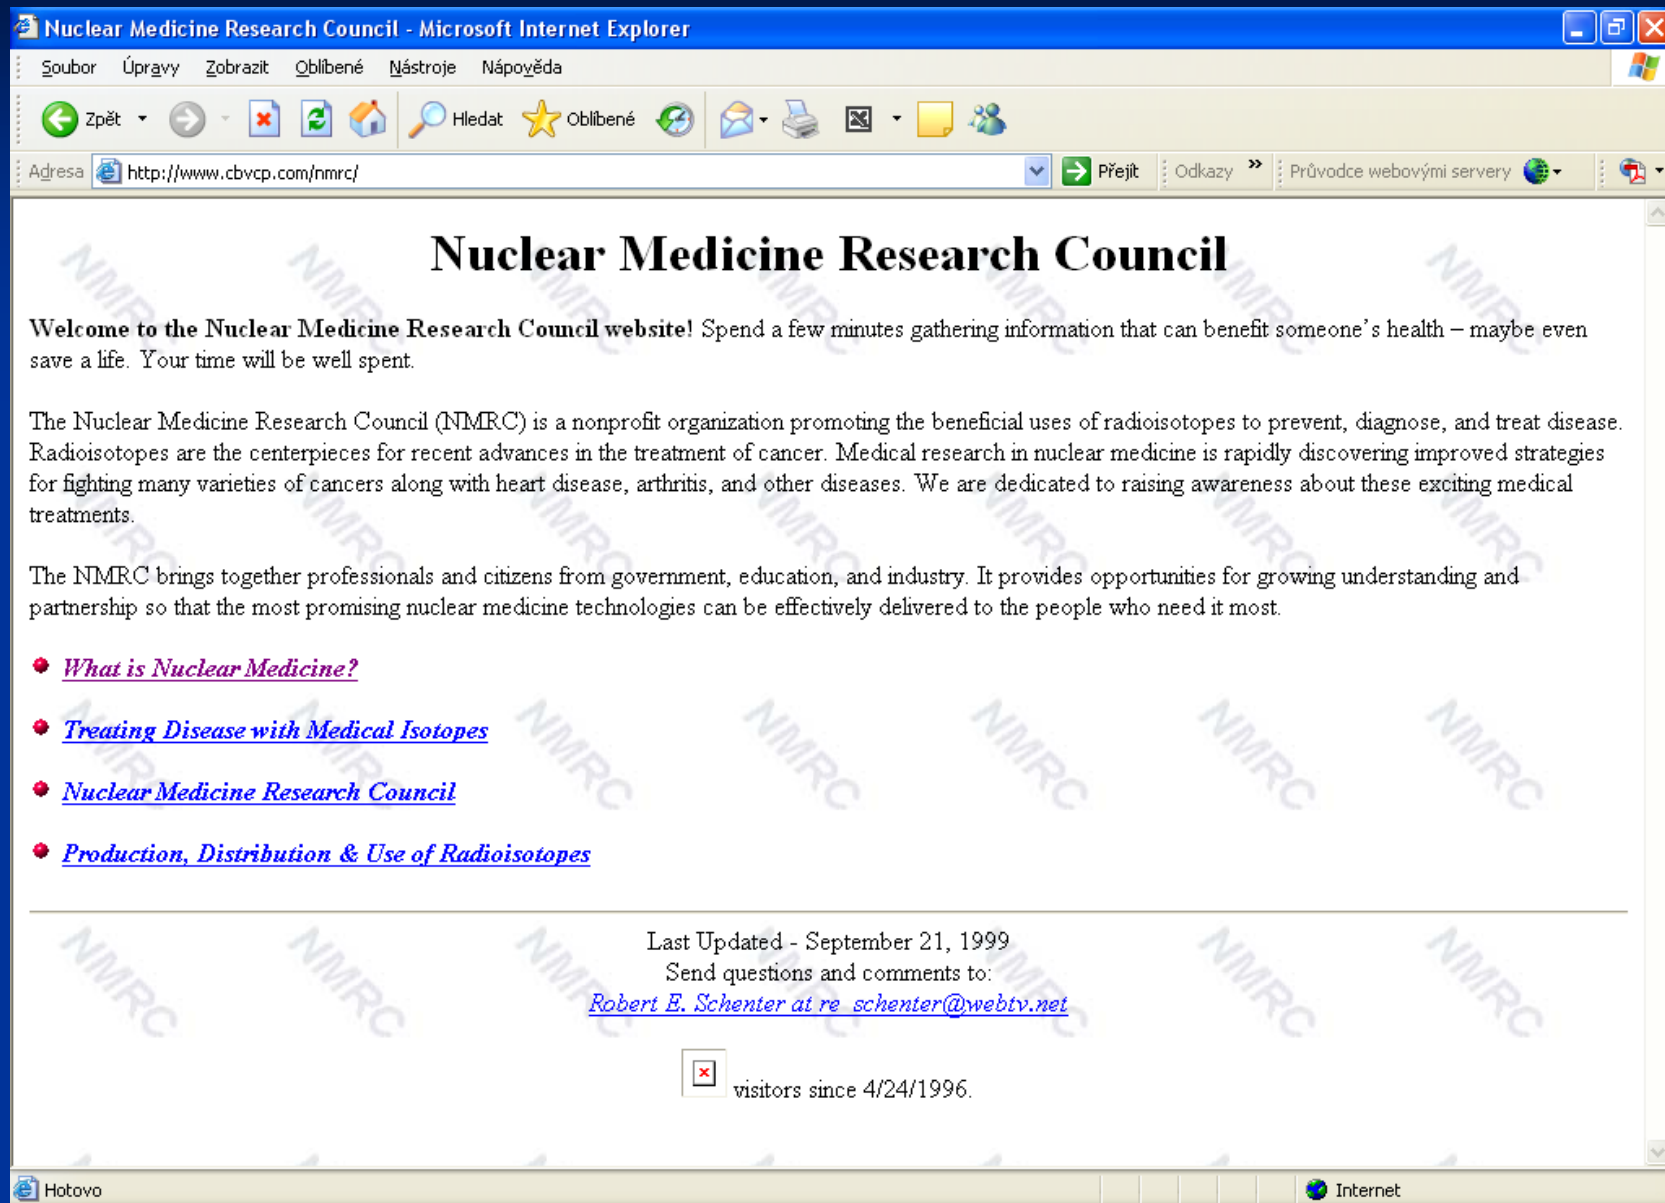 Nuclear Medicine Research Council - Microsoft Internet Explorer
Soubor Úpravy Zobrazit Oblíbené Nástroje Nápověda
Zpět Hledat Oblíbené
Adresa http://www.cbvcp.com/nmrc/ Přejít Odkazy » Průvodce webovými servery
Nuclear Medicine Research Council
Welcome to the Nuclear Medicine Research Council website! Spend a few minutes gathering information that can benefit someone's health – maybe even
save a life. Your time will be well spent.
The Nuclear Medicine Research Council (NMRC) is a nonprofit organization promoting the beneficial uses of radioisotopes to prevent, diagnose, and treat disease.
Radioisotopes are the centerpieces for recent advances in the treatment of cancer. Medical research in nuclear medicine is rapidly discovering improved strategies
for fighting many varieties of cancers along with heart disease, arthritis, and other diseases. We are dedicated to raising awareness about these exciting medical
treatments.
The NMRC brings together professionals and citizens from government, education, and industry. It provides opportunities for growing understanding and
partnership so that the most promising nuclear medicine technologies can be effectively delivered to the people who need it most.
What is Nuclear Medicine?
Treating Disease with Medical Isotopes
Nuclear Medicine Research Council
Production, Distribution & Use of Radioisotopes
Last Updated - September 21, 1999
Send questions and comments to:
Robert E. Schenter at re_schenter@webtv.net
visitors since 4/24/1996.
Hotovo Internet